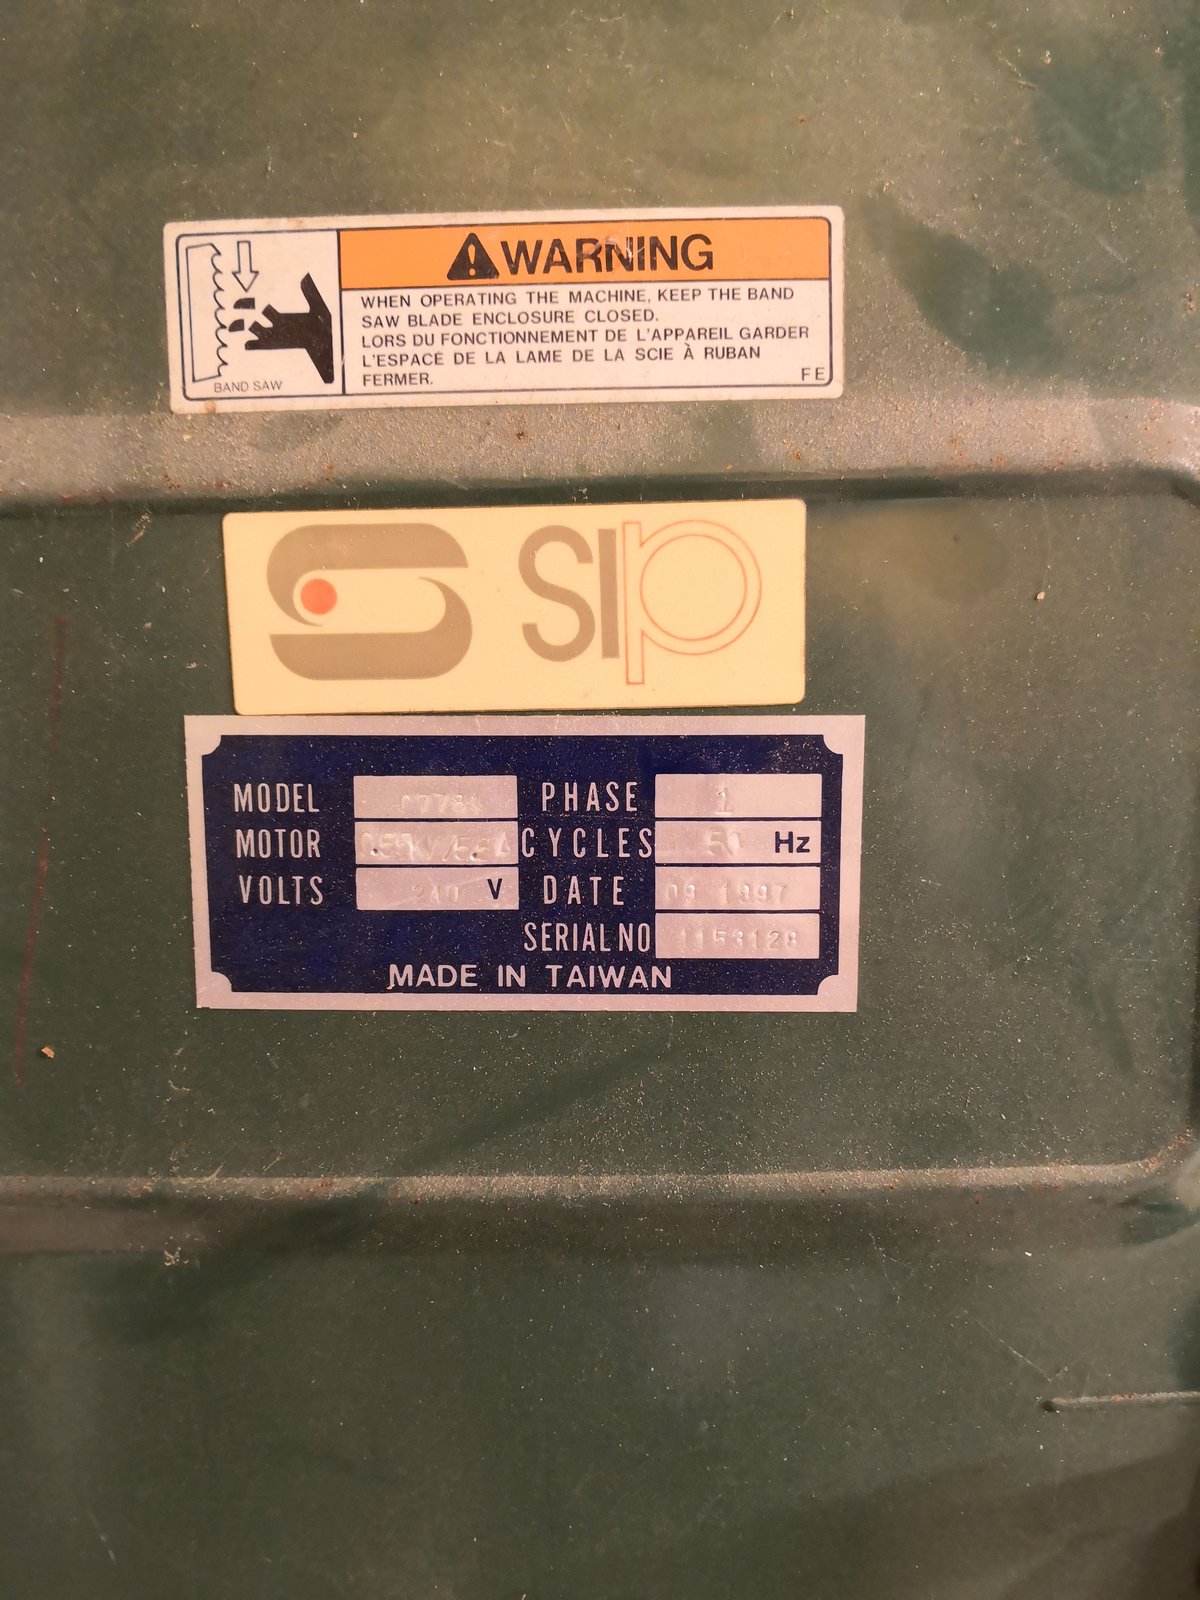 WARNING
WHEN OPERATING THE MACHINE, KEEP THE BAND
SAW BLADE ENCLOSURE CLOSED.
LORS DU FONCTIONNEMENT DE L'APPAREIL GARDER
L'ESPACE DE LA LAME DE LA SCIE À RUBAN
FERMER.
FE
BAND SAW
SIP
MODEL PHASE 1
MOTOR CYCLES 50 Hz
VOLTS 240 V DATE 09 1997
SERIAL NO 1153128
MADE IN TAIWAN